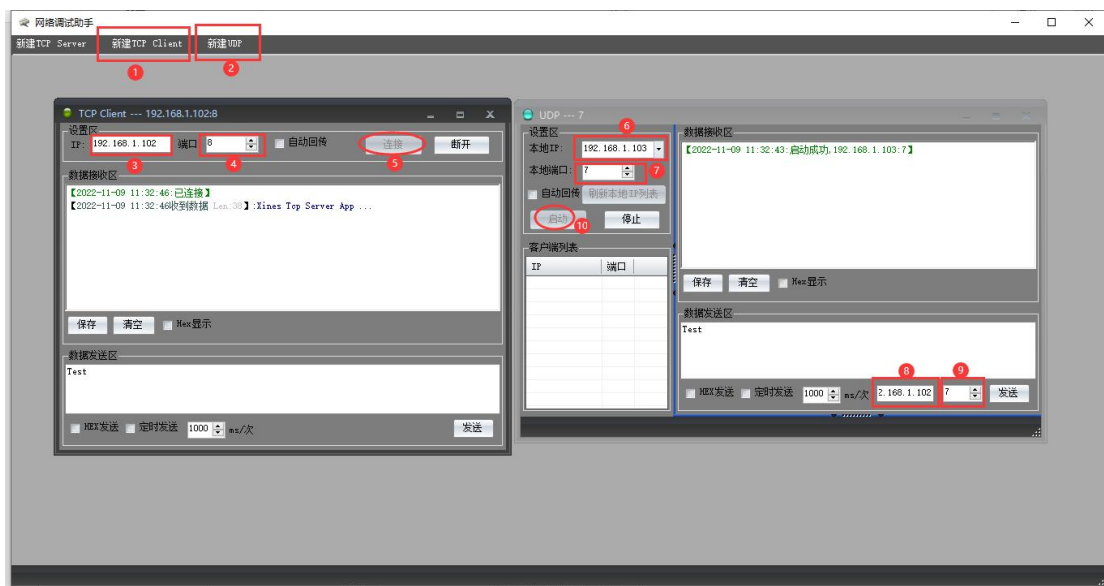 网络调试助手
新建TCP Server 新建TCP Client 新建UDP
1
2
TCP Client --- 192.168.1.102:8
设置区
IP: 192.168.1.102 端口 8 自动回传 连接 断开
3
4
5
数据接收区
【2022-11-09 11:32:46:已连接】
【2022-11-09 11:32:46收到数据 Len:38】:Xines Tcp Server App ...
保存 清空 Hex显示
数据发送区
Test
HEX发送 定时发送 1000 ms/次 发送
UDP --- 7
设置区
6
本地IP: 192.168.1.103
本地端口: 7
7
自动回传 刷新本地IP列表
启动 停止
10
客户端列表
IP 端口
数据接收区
【2022-11-09 11:32:43:启动成功,192.168.1.103:7】
保存 清空 Hex显示
数据发送区
Test
8
9
HEX发送 定时发送 1000 ms/次 2.168.1.102 7 发送